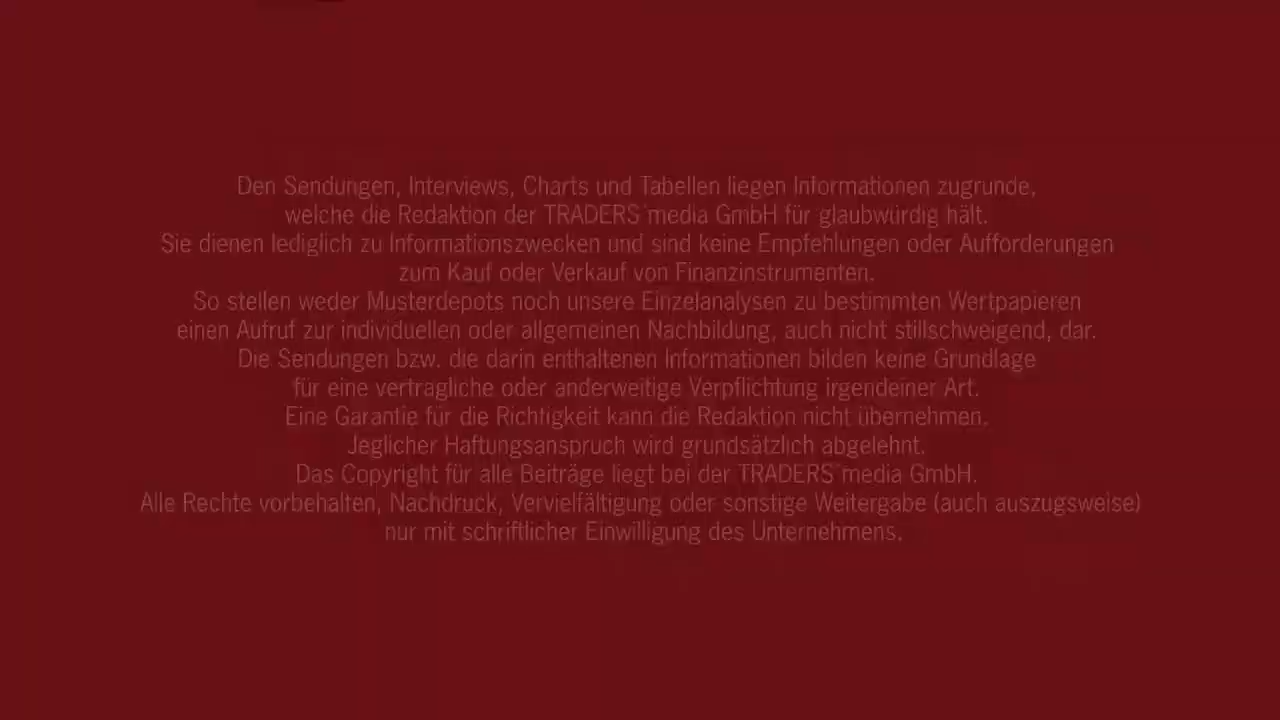 Den Sendungen, Interviews, Charts und Tabellen liegen Informationen zugrunde,
welche die Redaktion der TRADERS´media GmbH für glaubwürdig hält.
Sie dienen lediglich zu Informationszwecken und sind keine Empfehlungen oder Aufforderungen
zum Kauf oder Verkauf von Finanzinstrumenten.
So stellen weder Musterdepots noch unsere Einzelanalysen zu bestimmten Wertpapieren
einen Aufruf zur individuellen oder allgemeinen Nachbildung, auch nicht stillschweigend, dar.
Die Sendungen bzw. die darin enthaltenen Informationen bilden keine Grundlage
für eine vertragliche oder anderweitige Verpflichtung irgendeiner Art.
Eine Garantie für die Richtigkeit kann die Redaktion nicht übernehmen.
Jeglicher Haftungsanspruch wird grundsätzlich abgelehnt.
Das Copyright für alle Beiträge liegt bei der TRADERS´media GmbH.
Alle Rechte vorbehalten, Nachdruck, Vervielfältigung oder sonstige Weitergabe (auch auszugsweise)
nur mit schriftlicher Einwilligung des Unternehmens.